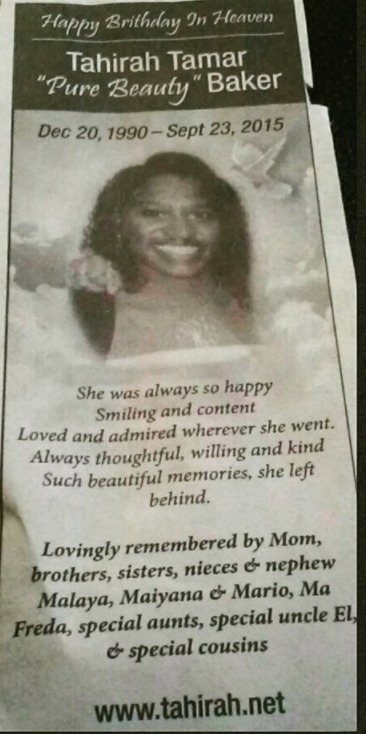 Happy Brithday In Heaven
Tahirah Tamar
"Pure Beauty" Baker
Dec 20, 1990 – Sept 23, 2015
She was always so happy
Smiling and content
Loved and admired wherever she went.
Always thoughtful, willing and kind
Such beautiful memories, she left
behind.
Lovingly remembered by Mom,
brothers, sisters, nieces & nephew
Malaya, Maiyana & Mario, Ma
Freda, special aunts, special uncle El,
& special cousins
www.tahirah.net